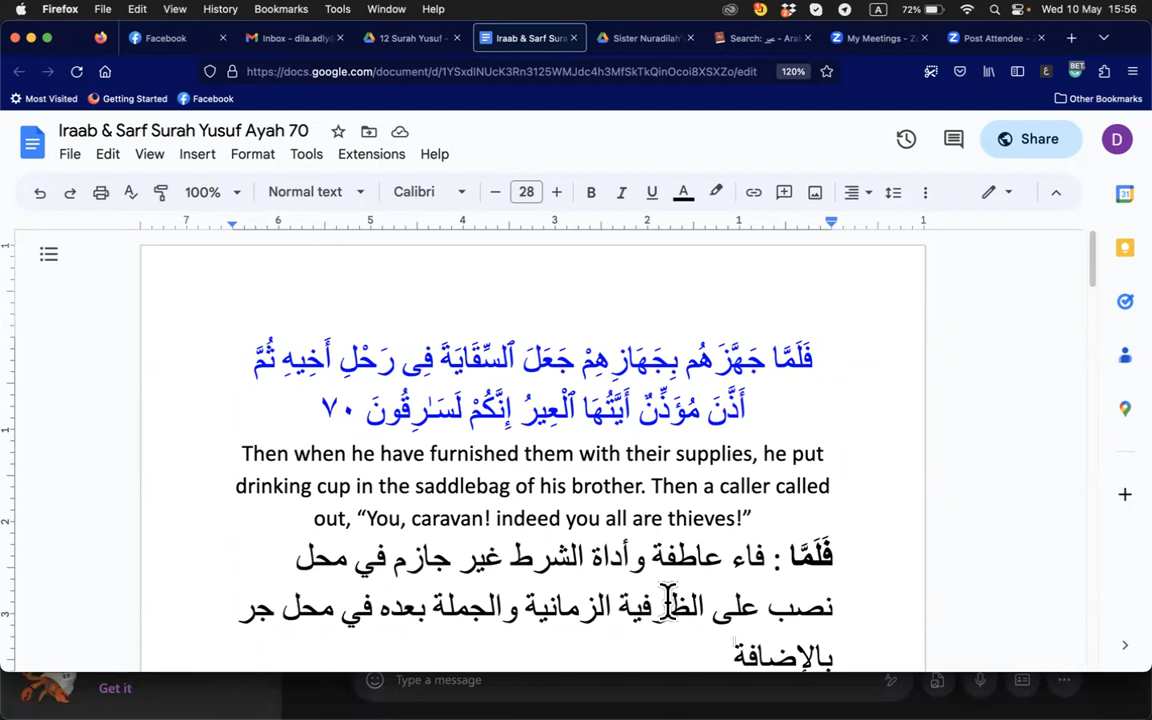 Firefox File Edit View History Bookmarks Tools Window Help 72% Wed 10 May 15:56
Facebook Inbox - dila.adly 12 Surah Yusuf - Iraab & Sarf Sura Sister Nuradilah' Search: عير - Ara My Meetings - Zo Post Attendee -
https://docs.google.com/document/d/1YSxdlNUcK3Rn3125WMJdc4h3MfSkTkQinOcoi8XSXZo/edit 120%
Most Visited Getting Started Facebook Other Bookmarks
Iraab & Sarf Surah Yusuf Ayah 70
Share D
File Edit View Insert Format Tools Extensions Help
100% Normal text Calibri 28
7 6 5 4 3 2 1 1
فَلَمَّا جَهَّزَهُم بِجَهَازِهِمْ جَعَلَ ٱلسِّقَايَةَ فِى رَحْلِ أَخِيهِ ثُمَّ
أَذَّنَ مُؤَذِّنٌ أَيَّتُهَا ٱلْعِيرُ إِنَّكُمْ لَسَـٰرِقُونَ ٧٠
Then when he have furnished them with their supplies, he put
drinking cup in the saddlebag of his brother. Then a caller called
out, “You, caravan! indeed you all are thieves!”
فَلَمَّا : فاء عاطفة وأداة الشرط غير جازم في محل
نصب على الظرفية الزمانية والجملة بعده في محل جر
بالإضافة
Get it Type a message